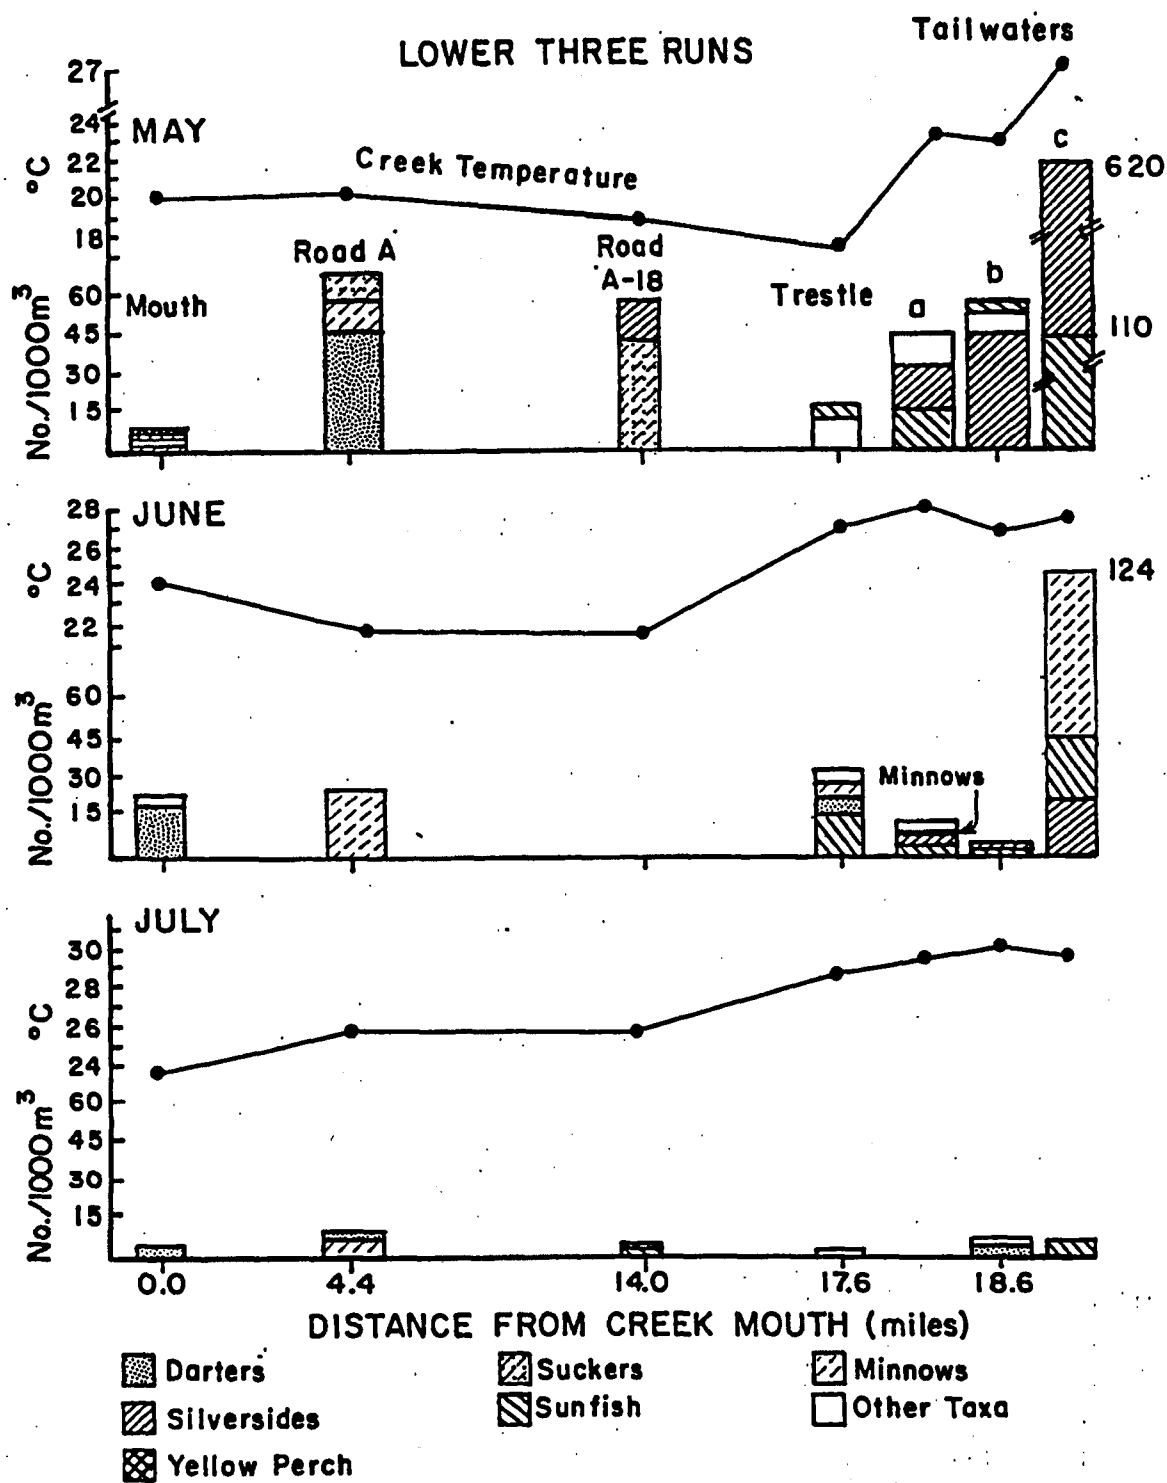 Tailwaters
LOWER THREE RUNS
27
24
MAY
22
20
18
°C
Creek Temperature
c
620
Road A
Road
A-18
b
Mouth
Trestle
a
60
45
30
15
No./1000m³
110
28
JUNE
26
24
22
°C
124
60
45
30
15
No./1000m³
Minnows
JULY
30
28
26
24
°C
60
45
30
15
No./1000m³
0.0 4.4 14.0 17.6 18.6
DISTANCE FROM CREEK MOUTH (miles)
Darters Suckers Minnows
Silversides Sunfish Other Taxa
Yellow Perch